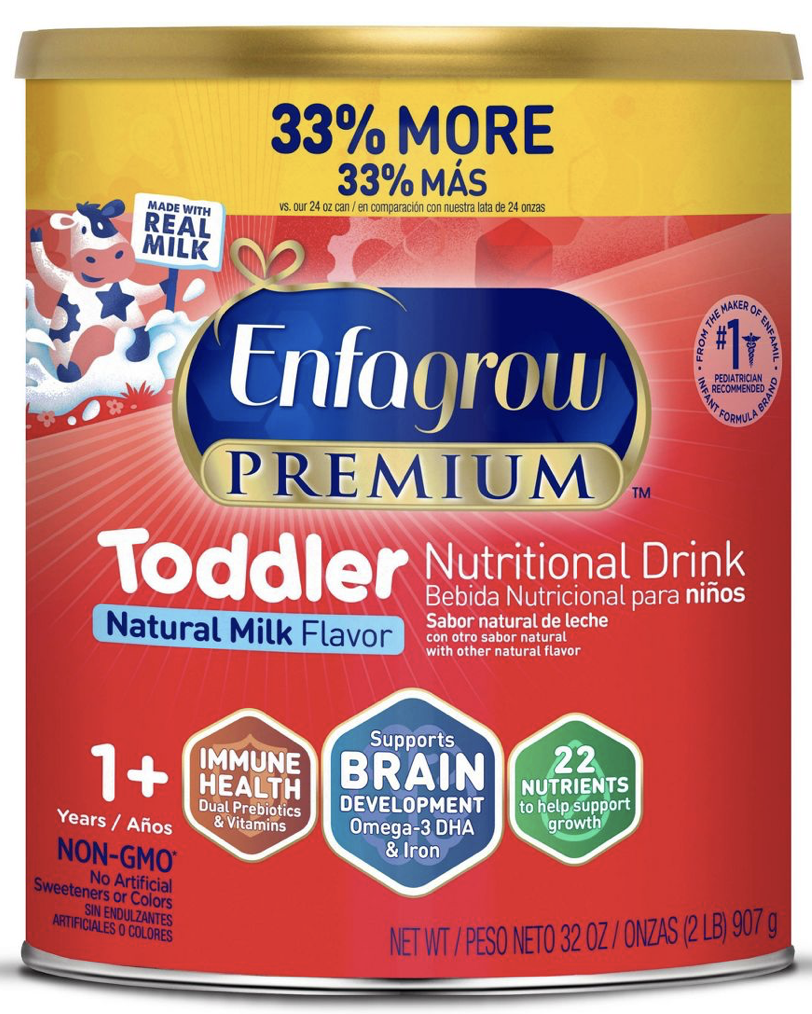 33% MORE
33% MÁS
vs. our 24 oz can / en comparación con nuestra lata de 24 onzas
MADE WITH
REAL
MILK
Enfagrow
PREMIUM™
• FROM THE MAKER OF ENFAMIL •
#1
PEDIATRICIAN
RECOMMENDED
INFANT FORMULA BRAND
Toddler
Natural Milk Flavor
Nutritional Drink
Bebida Nutricional para niños
Sabor natural de leche
con otro sabor natural
with other natural flavor
1+
Years / Años
IMMUNE
HEALTH
Dual Prebiotics
& Vitamins
Supports
BRAIN
DEVELOPMENT
Omega-3 DHA
& Iron
22
NUTRIENTS
to help support
growth
NON-GMO*
No Artificial
Sweeteners or Colors
SIN ENDULZANTES
ARTIFICIALES O COLORES
NET WT / PESO NETO 32 OZ / ONZAS (2 LB) 907 g